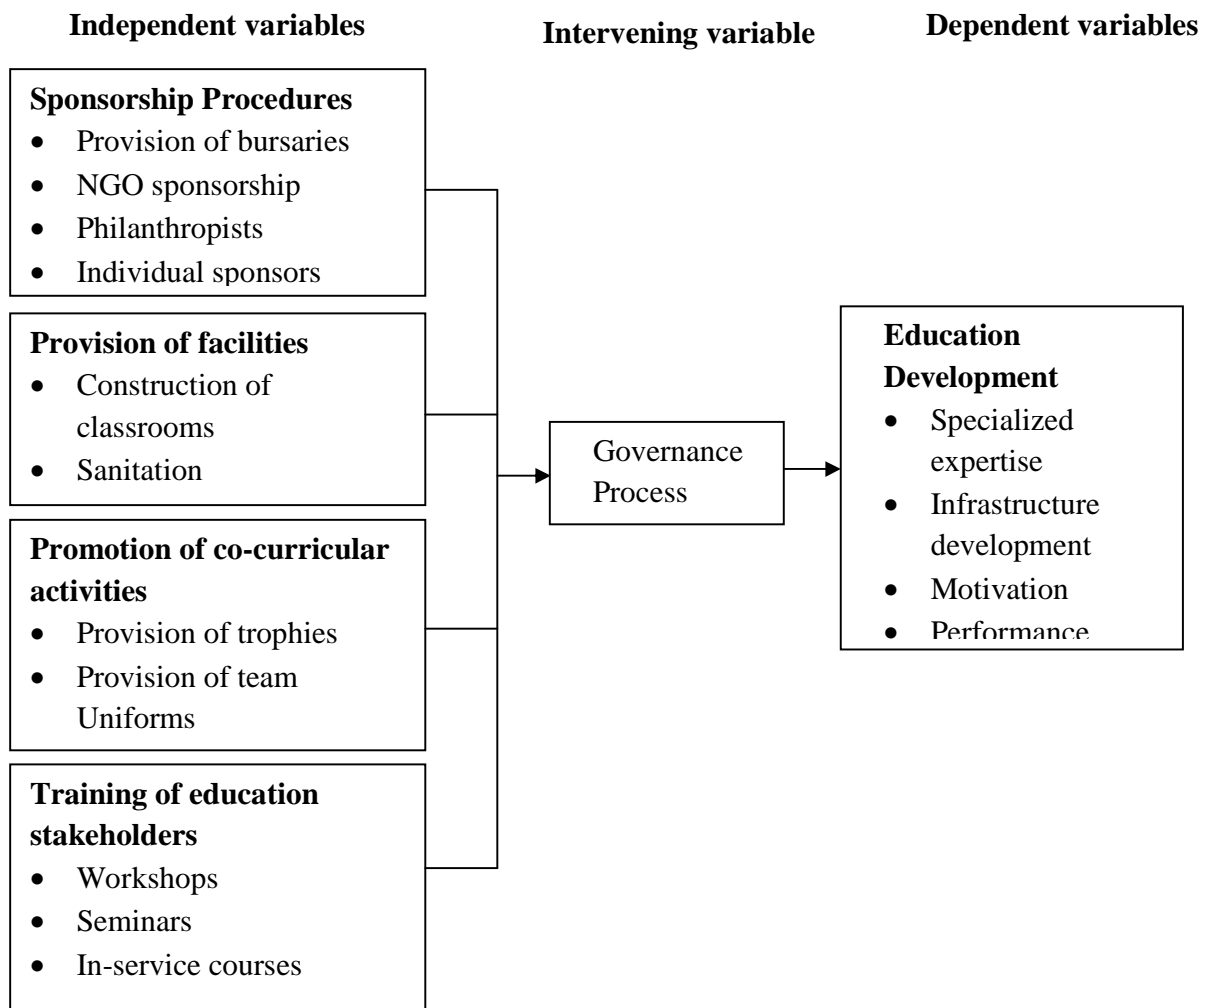 Independent variables
Intervening variable
Dependent variables
Sponsorship Procedures
• Provision of bursaries
• NGO sponsorship
• Philanthropists
• Individual sponsors
Provision of facilities
• Construction of
classrooms
• Sanitation
Promotion of co-curricular
activities
• Provision of trophies
• Provision of team
Uniforms
Training of education
stakeholders
• Workshops
• Seminars
• In-service courses
Governance
Process
Education
Development
• Specialized
expertise
• Infrastructure
development
• Motivation
• Performance